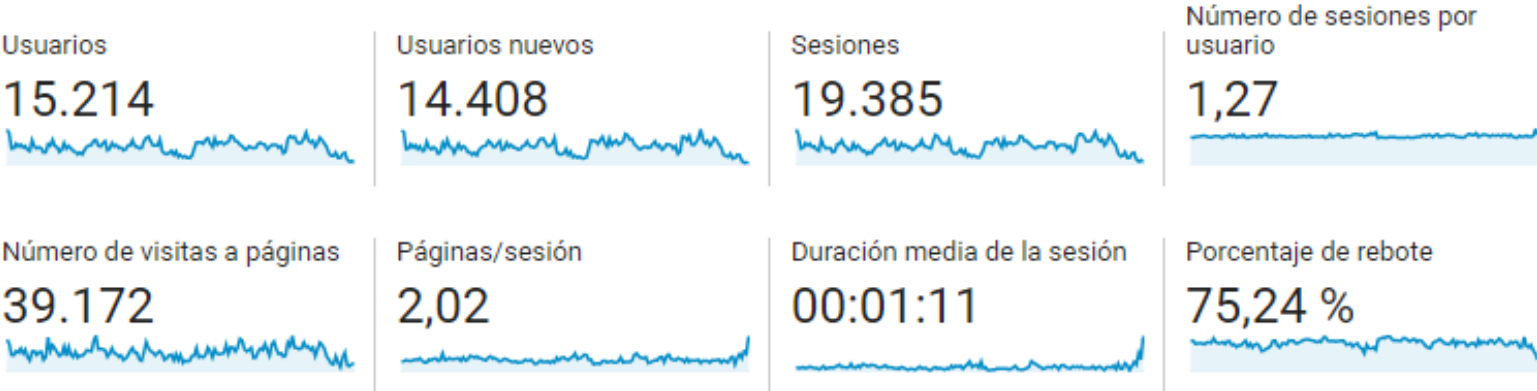 Usuarios
15.214
Usuarios nuevos
14.408
Sesiones
19.385
Número de sesiones por
usuario
1,27
Número de visitas a páginas
39.172
Páginas/sesión
2,02
Duración media de la sesión
00:01:11
Porcentaje de rebote
75,24 %